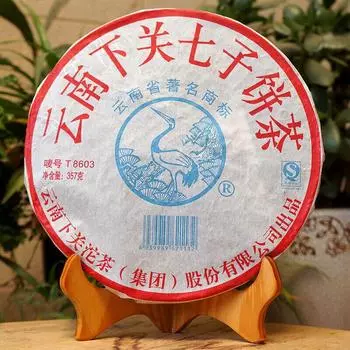 云南下关七子饼茶
云南省著名商标
®
唛号 T8603
净含量: 357克
云南下关沱茶（集团）股份有限公司出品